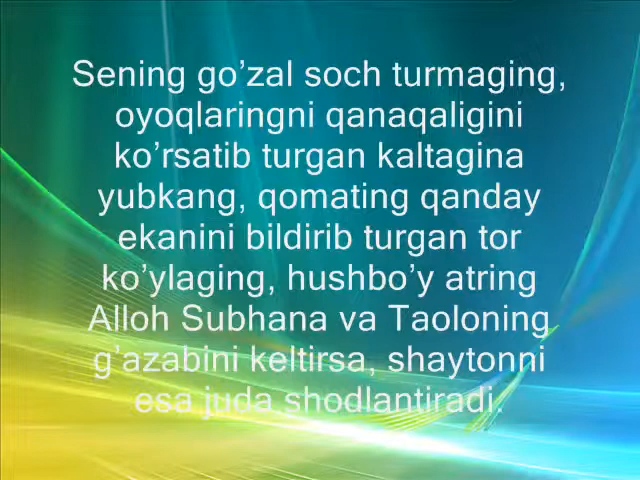 Sening go’zal soch turmaging,
oyoqlaringni qanaqaligini
ko’rsatib turgan kaltagina
yubkang, qomating qanday
ekanini bildirib turgan tor
ko’ylaging, hushbo’y atring
Alloh Subhana va Taoloning
g’azabini keltirsa, shaytonni
esa juda shodlantiradi.